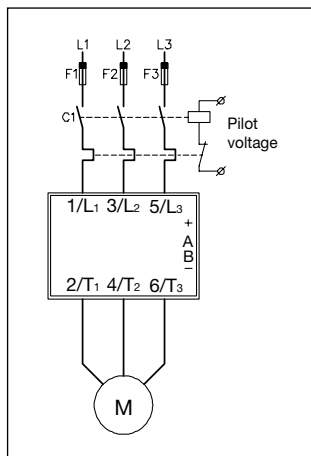 L1 L2 L3
F1 F2 F3
C1
Pilot
voltage
1/L1 3/L2 5/L3
+
A
B
−
2/T1 4/T2 6/T3
M